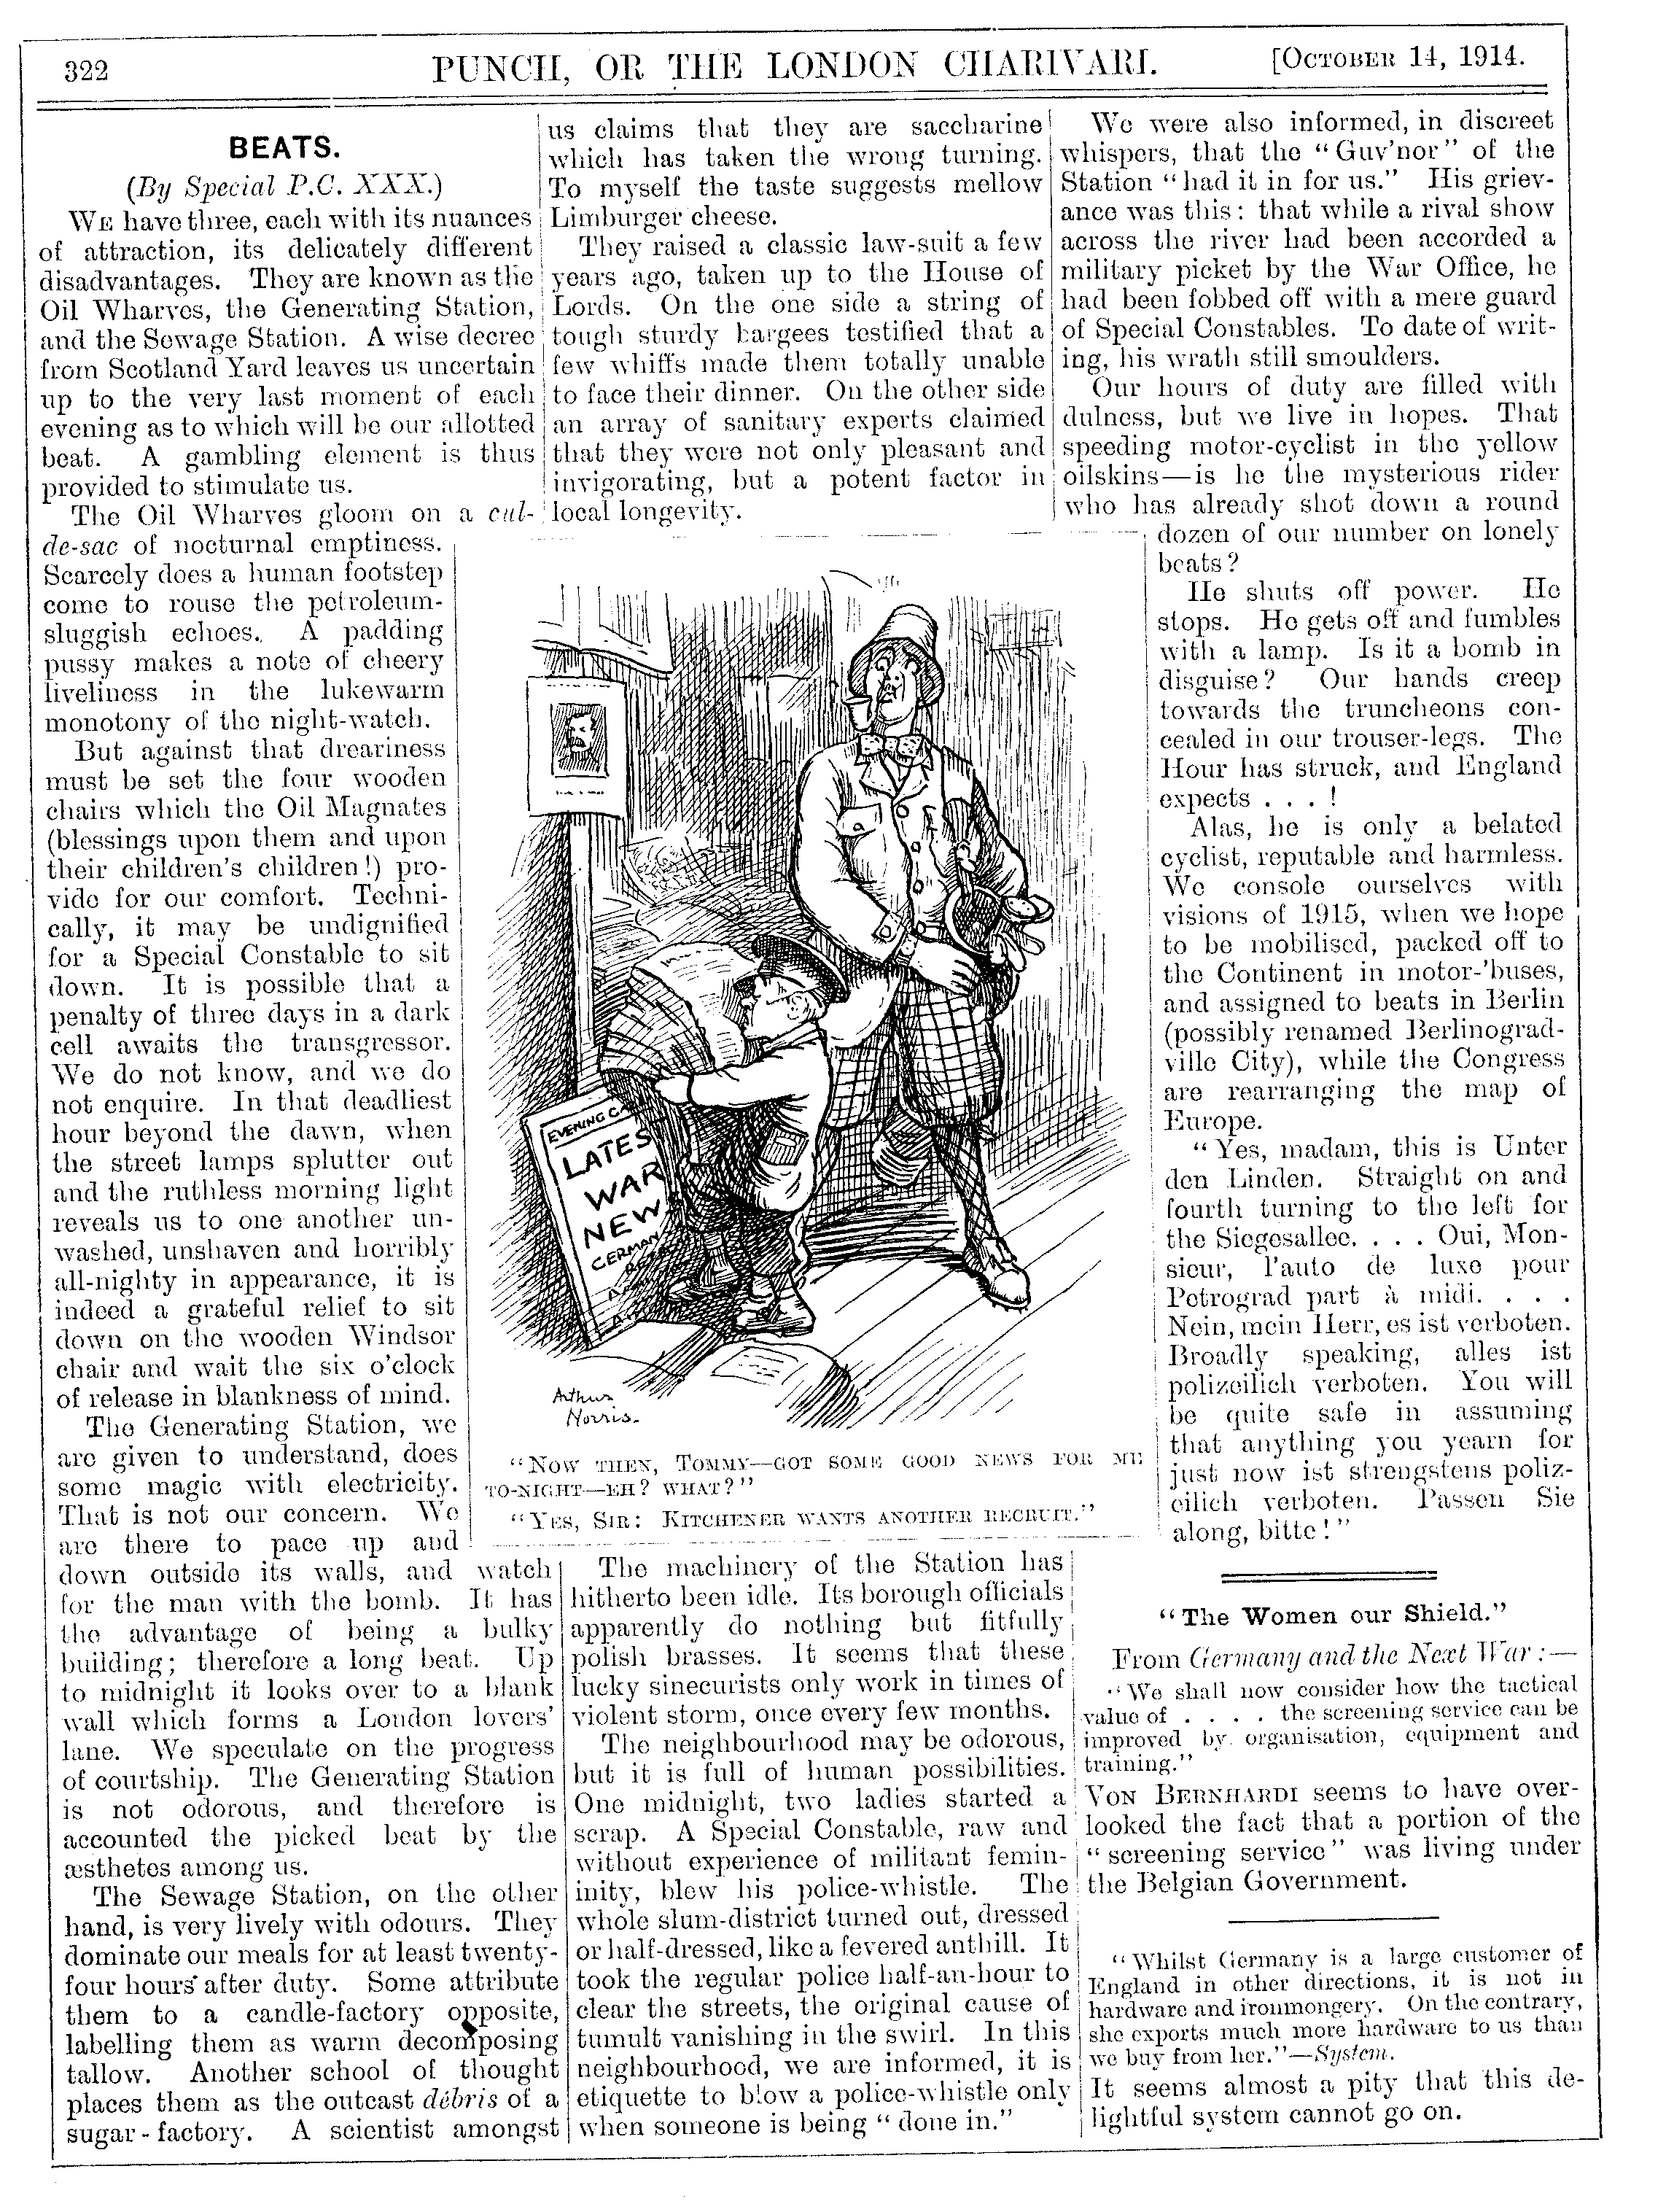 322
PUNCH, OR THE LONDON CHARIVARI.
[OCTOBER 14, 1914.
BEATS.
(By Special P.C. XXX.)
WE have three, each with its nuances
of attraction, its delicately different
disadvantages. They are known as the
Oil Wharves, the Generating Station,
and the Sewage Station. A wise decree
from Scotland Yard leaves us uncertain
up to the very last moment of each
evening as to which will be our allotted
beat. A gambling element is thus
provided to stimulate us.
The Oil Wharves gloom on a cul-
de-sac of nocturnal emptiness.
Scarcely does a human footstep
come to rouse the petroleum-
sluggish echoes. A padding
pussy makes a note of cheery
liveliness in the lukewarm
monotony of the night-watch.
But against that dreariness
must be set the four wooden
chairs which the Oil Magnates
(blessings upon them and upon
their children's children!) pro-
vide for our comfort. Techni-
cally, it may be undignified
for a Special Constable to sit
down. It is possible that a
penalty of three days in a dark
cell awaits the transgressor.
We do not know, and we do
not enquire. In that deadliest
hour beyond the dawn, when
the street lamps splutter out
and the ruthless morning light
reveals us to one another un-
washed, unshaven and horribly
all-nighty in appearance, it is
indeed a grateful relief to sit
down on the wooden Windsor
chair and wait the six o'clock
of release in blankness of mind.
The Generating Station, we
are given to understand, does
some magic with electricity.
That is not our concern. We
are there to pace up and
down outside its walls, and watch
for the man with the bomb. It has
the advantage of being a bulky
building; therefore a long beat. Up
to midnight it looks over to a blank
wall which forms a London lovers'
lane. We speculate on the progress
of courtship. The Generating Station
is not odorous, and therefore is
accounted the picked beat by the
æsthetes among us.
The Sewage Station, on the other
hand, is very lively with odours. They
dominate our meals for at least twenty-
four hours after duty. Some attribute
them to a candle-factory opposite,
labelling them as warm decomposing
tallow. Another school of thought
places them as the outcast débris of a
sugar-factory. A scientist amongst
us claims that they are saccharine
which has taken the wrong turning.
To myself the taste suggests mellow
Limburger cheese.
They raised a classic law-suit a few
years ago, taken up to the House of
Lords. On the one side a string of
tough sturdy bargees testified that a
few whiffs made them totally unable
to face their dinner. On the other side
an array of sanitary experts claimed
that they were not only pleasant and
invigorating, but a potent factor in
local longevity.
EVENING
LATES
WAR
NEW
GERMAN
Arthur
Norris.
"NOW THEN, TOMMY—GOT SOME GOOD NEWS FOR ME
TO-NIGHT—EH? WHAT?"
"YES, SIR: KITCHENER WANTS ANOTHER RECRUIT."
The machinery of the Station has
hitherto been idle. Its borough officials
apparently do nothing but fitfully
polish brasses. It seems that these
lucky sinecurists only work in times of
violent storm, once every few months.
The neighbourhood may be odorous,
but it is full of human possibilities.
One midnight, two ladies started a
scrap. A Special Constable, raw and
without experience of militant femin-
inity, blew his police-whistle. The
whole slum-district turned out, dressed
or half-dressed, like a fevered anthill. It
took the regular police half-an-hour to
clear the streets, the original cause of
tumult vanishing in the swirl. In this
neighbourhood, we are informed, it is
etiquette to blow a police-whistle only
when someone is being "done in."
We were also informed, in discreet
whispers, that the "Guv'nor" of the
Station "had it in for us." His griev-
ance was this: that while a rival show
across the river had been accorded a
military picket by the War Office, he
had been fobbed off with a mere guard
of Special Constables. To date of writ-
ing, his wrath still smoulders.
Our hours of duty are filled with
dulness, but we live in hopes. That
speeding motor-cyclist in the yellow
oilskins—is he the mysterious rider
who has already shot down a round
dozen of our number on lonely
beats?
He shuts off power. He
stops. He gets off and fumbles
with a lamp. Is it a bomb in
disguise? Our hands creep
towards the truncheons con-
cealed in our trouser-legs. The
Hour has struck, and England
expects . . . !
Alas, he is only a belated
cyclist, reputable and harmless.
We console ourselves with
visions of 1915, when we hope
to be mobilised, packed off to
the Continent in motor-'buses,
and assigned to beats in Berlin
(possibly renamed Berlinograd-
ville City), while the Congress
are rearranging the map of
Europe.
"Yes, madam, this is Unter
den Linden. Straight on and
fourth turning to the left for
the Siegesallee. . . . Oui, Mon-
sieur, l'auto de luxe pour
Petrograd part à midi. . . .
Nein, mein Herr, es ist verboten.
Broadly speaking, alles ist
polizeilich verboten. You will
be quite safe in assuming
that anything you yearn for
just now ist strengstens poliz-
eilich verboten. Passen Sie
along, bitte!"
"The Women our Shield."
From Germany and the Next War:—
"We shall now consider how the tactical
value of . . . . the screening service can be
improved by organisation, equipment and
training."
VON BERNHARDI seems to have over-
looked the fact that a portion of the
"screening service" was living under
the Belgian Government.
"Whilst Germany is a large customer of
England in other directions, it is not in
hardware and ironmongery. On the contrary,
she exports much more hardware to us than
we buy from her."—System.
It seems almost a pity that this de-
lightful system cannot go on.